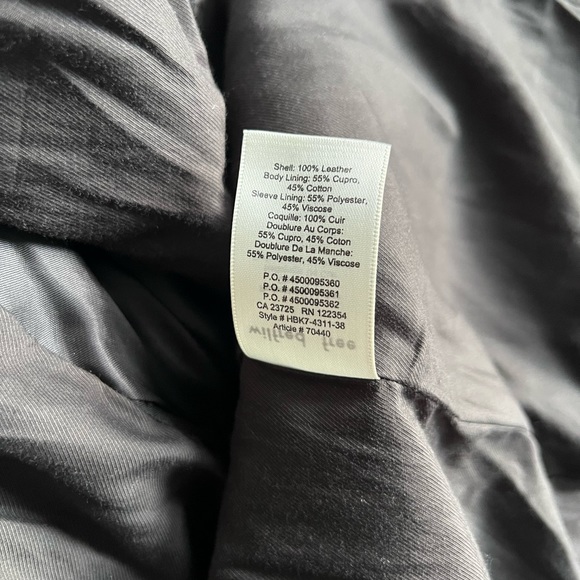 Shell: 100% Leather
Body Lining: 55% Cupro,
45% Cotton
Sleeve Lining: 55% Polyester,
45% Viscose
Coquille: 100% Cuir
Doublure Au Corps:
55% Cupro, 45% Coton
Doublure De La Manche:
55% Polyester, 45% Viscose
P.O. # 4500095360
P.O. # 4500095361
P.O. # 4500095362
CA 23725 RN 122354
Style # HBK7-4311-38
Article # 70440
wilfred free